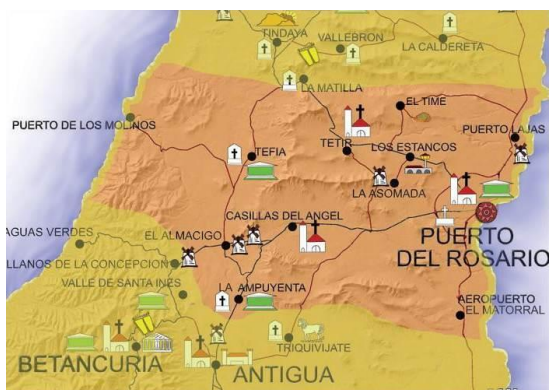 TINDAYA
VALLEBRON
LA CALDERETA
LA MATILLA
EL TIME
PUERTO DE LOS MOLINOS
PUERTO LAJAS
TETIR
LOS ESTANCOS
TEFIA
LA ASOMADA
CASILLAS DEL ANGEL
AGUAS VERDES
EL ALMACIGO
PUERTO
DEL ROSARIO
LLANOS DE LA CONCEPCION
VALLE DE SANTA INES
LA AMPUYENTA
AEROPUERTO
EL MATORRAL
TRIQUIVIJATE
BETANCURIA
ANTIGUA